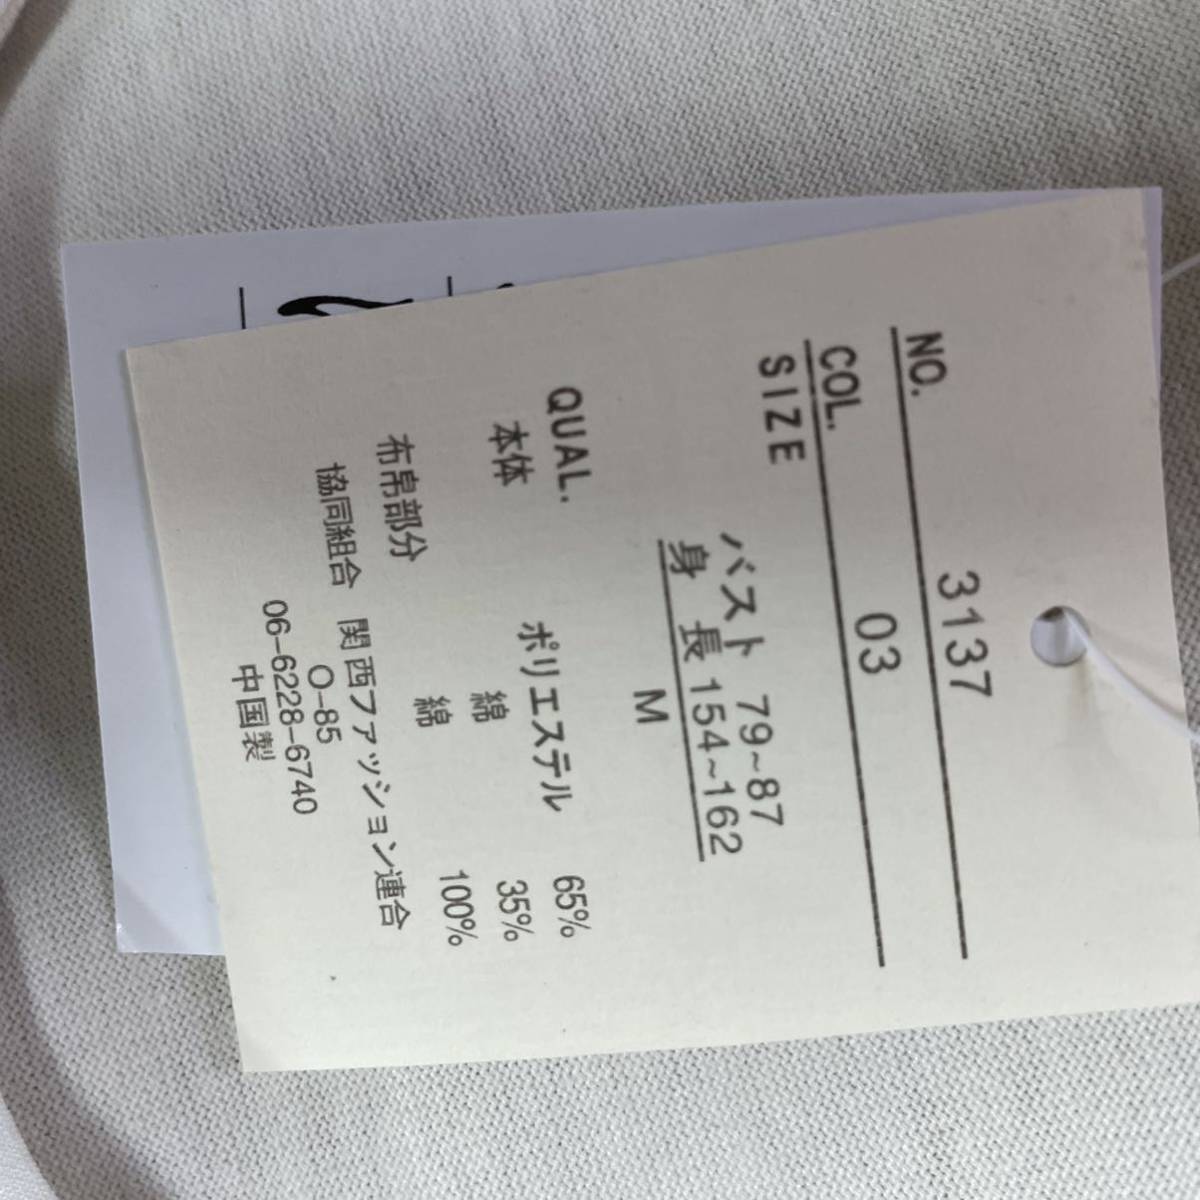 NO. 3137
COL. 03
SIZE
バスト 79~87
身 長 154~162
M
QUAL.
本体 ポリエステル 65%
綿 35%
布帛部分 綿 100%
協同組合 関西ファッション連合
O-85
06-6228-6740
中国製